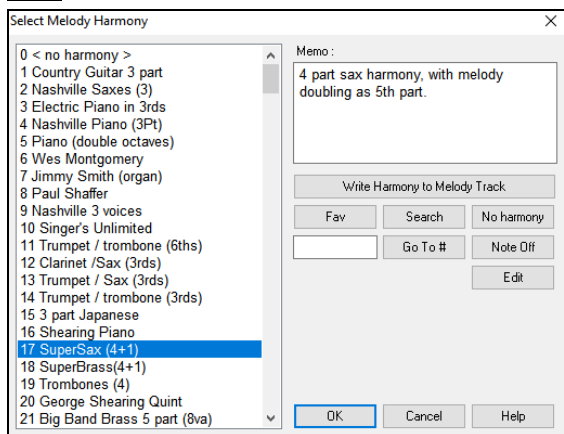 Select Melody Harmony
0 < no harmony >
1 Country Guitar 3 part
2 Nashville Saxes (3)
3 Electric Piano in 3rds
4 Nashville Piano (3Pt)
5 Piano (double octaves)
6 Wes Montgomery
7 Jimmy Smith (organ)
8 Paul Shaffer
9 Nashville 3 voices
10 Singer's Unlimited
11 Trumpet / trombone (6ths)
12 Clarinet /Sax (3rds)
13 Trumpet / Sax (3rds)
14 Trumpet / trombone (3rds)
15 3 part Japanese
16 Shearing Piano
17 SuperSax (4+1)
18 SuperBrass(4+1)
19 Trombones (4)
20 George Shearing Quint
21 Big Band Brass 5 part (8va)
Memo :
4 part sax harmony, with melody
doubling as 5th part.
Write Harmony to Melody Track
Fav Search No harmony
Go To # Note Off
Edit
OK Cancel Help